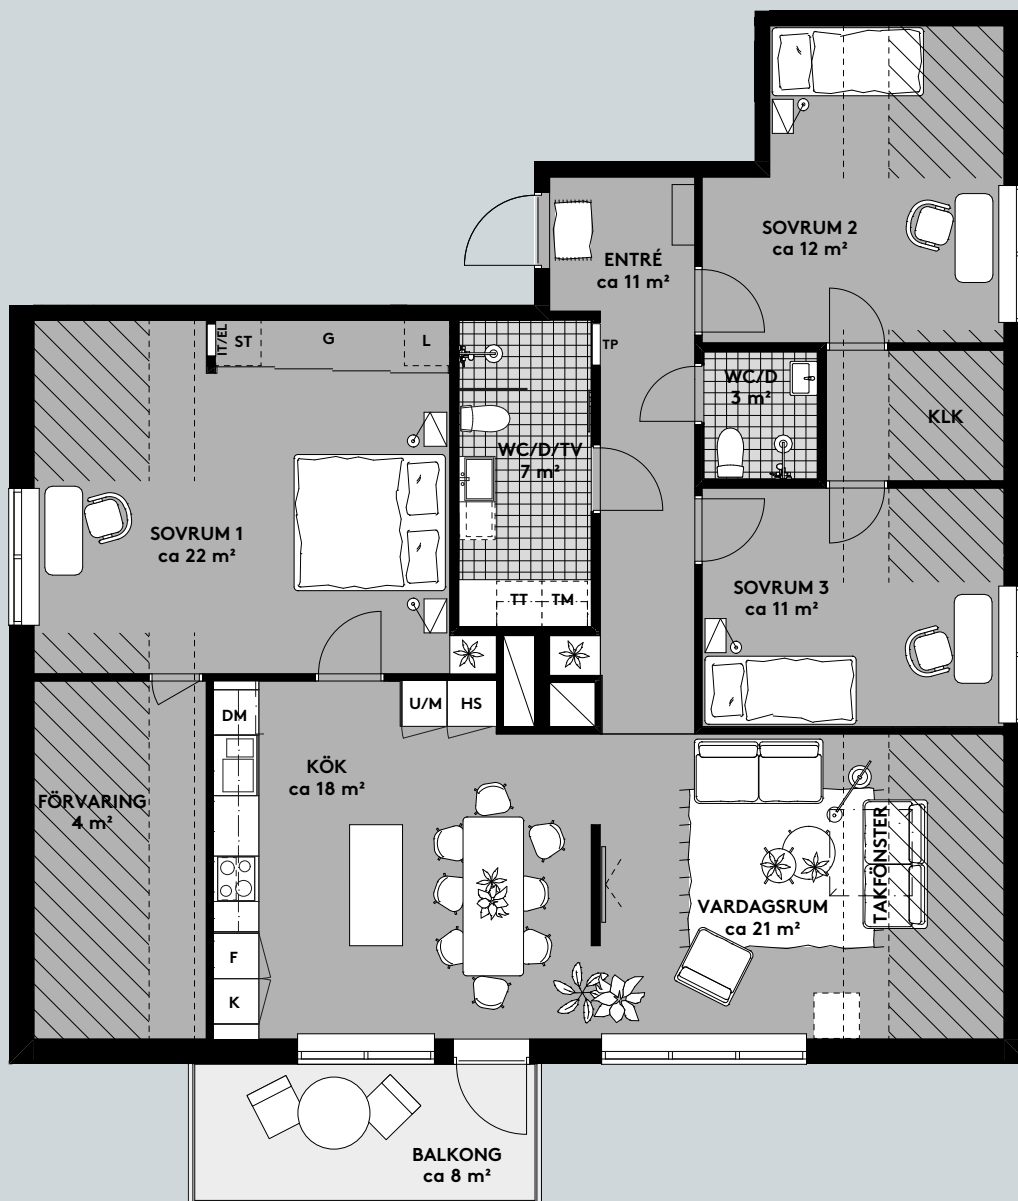 SOVRUM 2
ca 12 m²
ENTRÉ
ca 11 m²
IT/EL
ST
G
L
TP
WC/D
3 m²
KLK
WC/D/TV
7 m²
SOVRUM 1
ca 22 m²
SOVRUM 3
ca 11 m²
TT
TM
DM
U/M
HS
KÖK
ca 18 m²
FÖRVARING
4 m²
TAKFÖNSTER
VARDAGSRUM
ca 21 m²
F
K
BALKONG
ca 8 m²